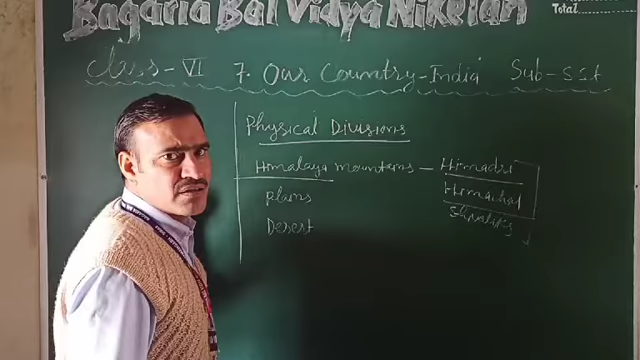 Bagaria Bal Vidya Niketan
Total
Class-VI 7. Our Country-India Sub-S.St
Physical Divisions
Himalaya mountains - Himadri
Himachal
Shivaliks
Plains
Desert